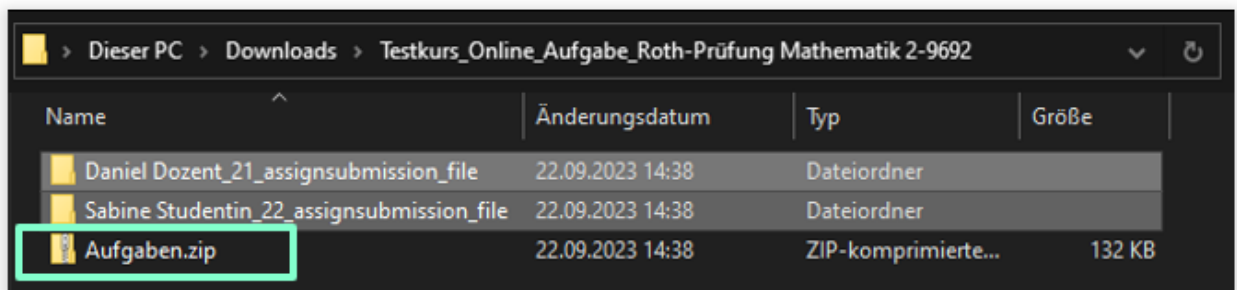 Dieser PC > Downloads > Testkurs_Online_Aufgabe_Roth-Prüfung Mathematik 2-9692
Name Änderungsdatum Typ Größe
Daniel Dozent_21_assignsubmission_file 22.09.2023 14:38 Dateiordner
Sabine Studentin_22_assignsubmission_file 22.09.2023 14:38 Dateiordner
Aufgaben.zip 22.09.2023 14:38 ZIP-komprimierte... 132 KB